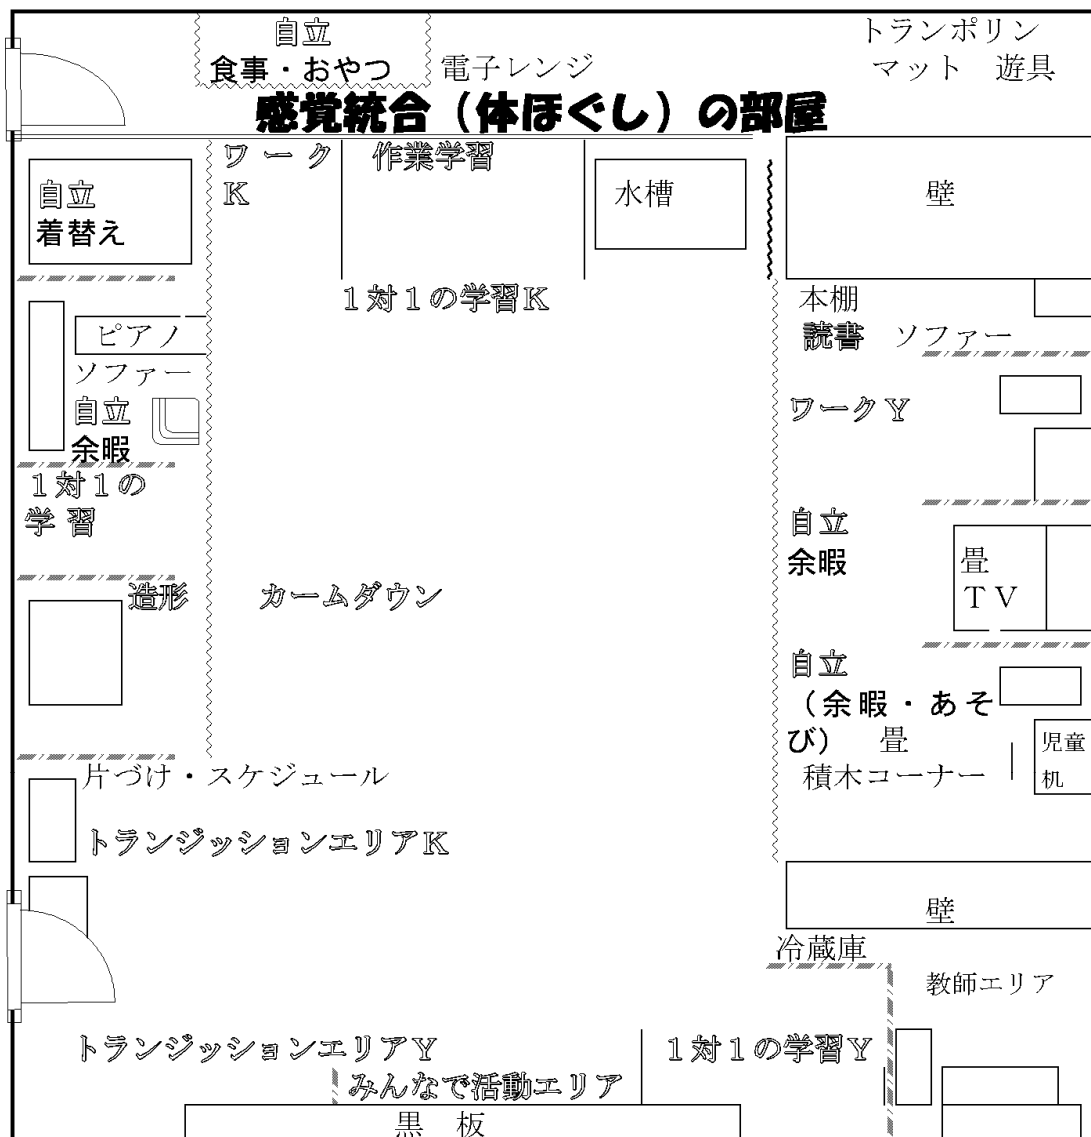 自立
食事・おやつ
電子レンジ
トランポリン
マット　遊具
感覚統合（体ほぐし）の部屋
自立
着替え
ワーク
K
作業学習
水槽
壁
1対1の学習K
本棚
読書　ソファー
ピアノ
ソファー
自立
余暇
ワークY
1対1の
学習
自立
余暇
畳
TV
造形
カームダウン
自立
（余暇・あそ
び）　畳
積木コーナー
児童
机
片づけ・スケジュール
トランジッションエリアK
壁
冷蔵庫
教師エリア
トランジッションエリアY
1対1の学習Y
みんなで活動エリア
黒　板